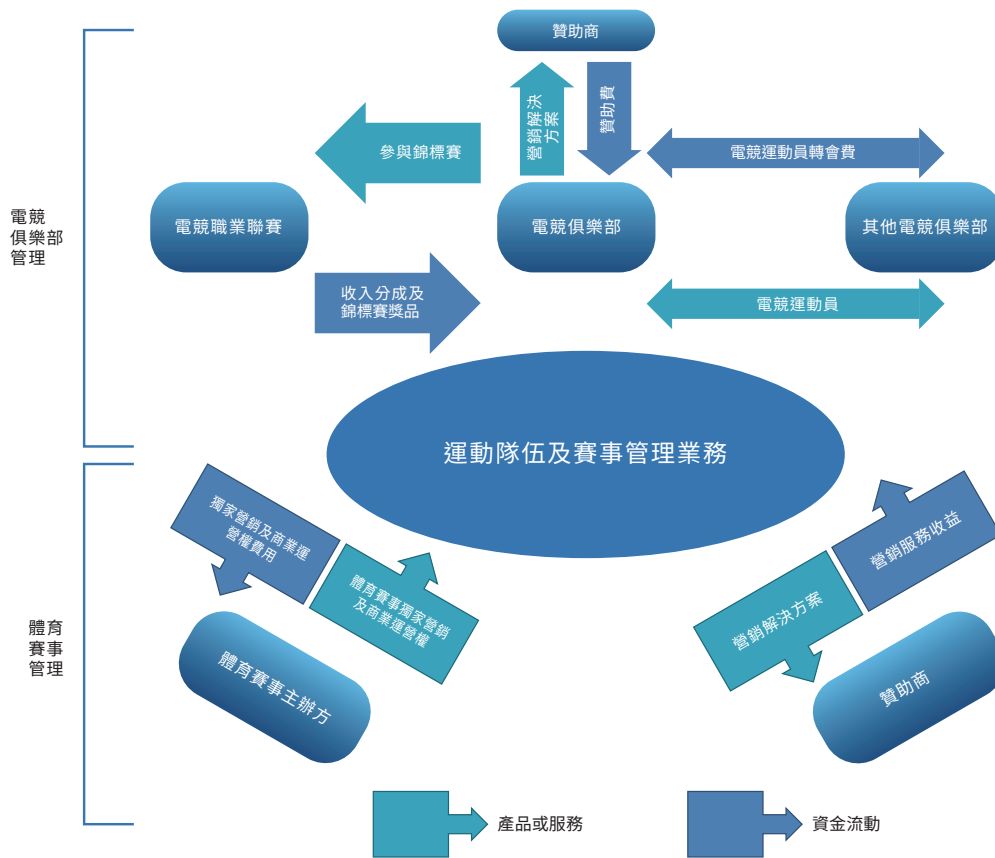 贊助商
營銷解決
方案
贊助費
參與錦標賽
電競運動員轉會費
電競
俱樂部
管理
電競職業聯賽
電競俱樂部
其他電競俱樂部
收入分成及
錦標賽獎品
電競運動員
運動隊伍及賽事管理業務
獨家營銷及商業運
營權費用
體育賽事獨家營銷
及商業運營權
營銷服務收益
營銷解決方案
體育
賽事
管理
體育賽事主辦方
贊助商
產品或服務
資金流動